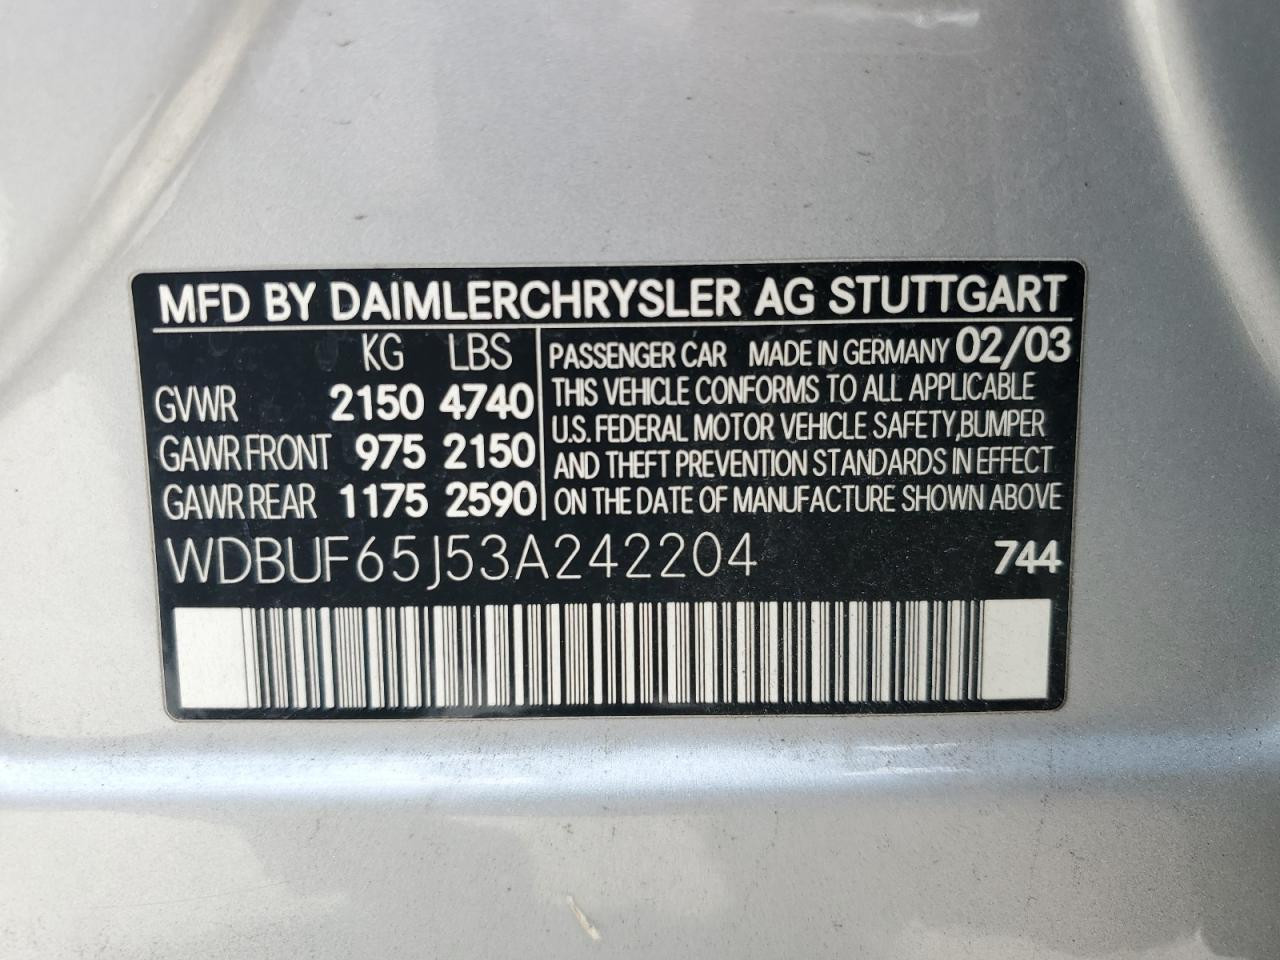 MFD BY DAIMLERCHRYSLER AG STUTTGART
KG LBS
GVWR 2150 4740
GAWR FRONT 975 2150
GAWR REAR 1175 2590
PASSENGER CAR MADE IN GERMANY 02/03
THIS VEHICLE CONFORMS TO ALL APPLICABLE
U.S. FEDERAL MOTOR VEHICLE SAFETY, BUMPER
AND THEFT PREVENTION STANDARDS IN EFFECT
ON THE DATE OF MANUFACTURE SHOWN ABOVE
WDBUF65J53A242204 744